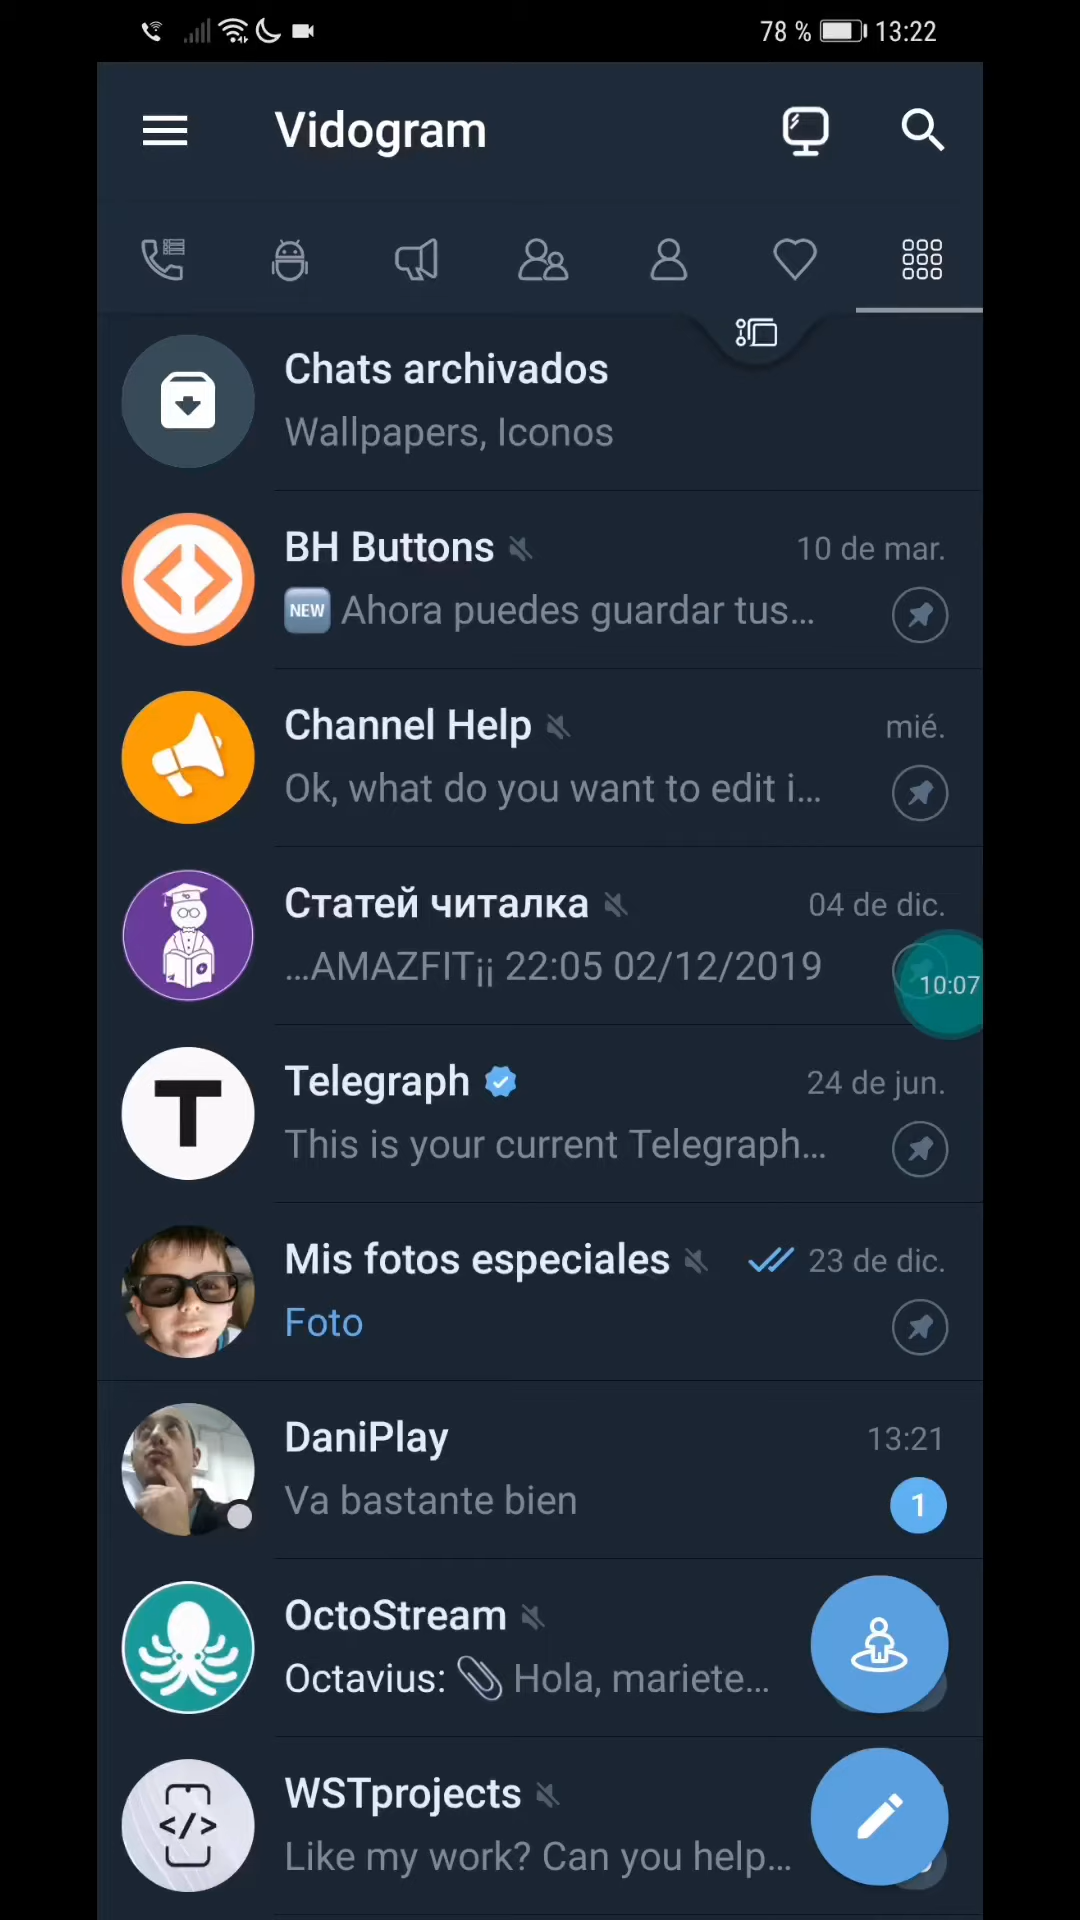 78 % 13:22
Vidogram
Chats archivados
Wallpapers, Iconos
BH Buttons 10 de mar.
NEW Ahora puedes guardar tus...
Channel Help mié.
Ok, what do you want to edit i...
Статей читалка 04 de dic.
...AMAZFIT¡¡ 22:05 02/12/2019
10:07
Telegraph 24 de jun.
T
This is your current Telegraph...
Mis fotos especiales 23 de dic.
Foto
DaniPlay 13:21
Va bastante bien 1
OctoStream
Octavius: 📎 Hola, mariete...
WSTprojects
</>
Like my work? Can you help...